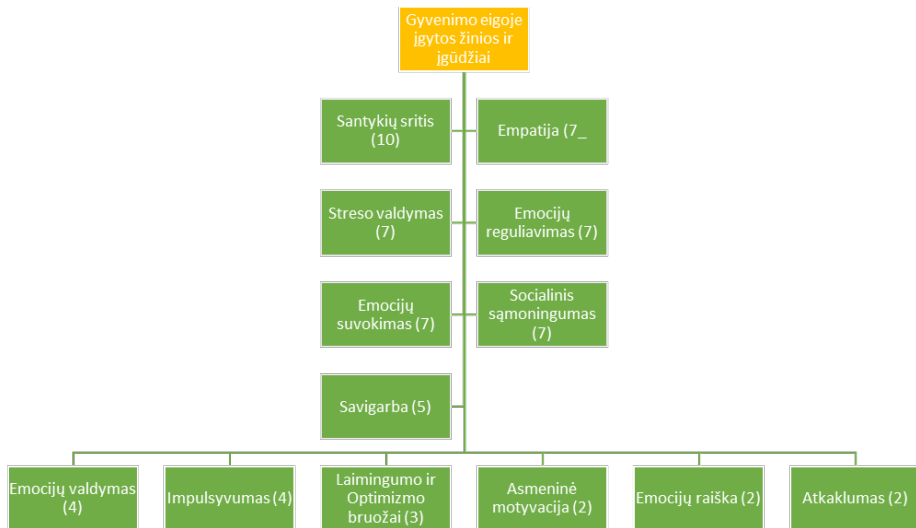 Gyvenimo eigoje
įgytos žinios ir
įgūdžiai
Santykių sritis
(10)
Empatija (7_
Streso valdymas
(7)
Emocijų
reguliavimas (7)
Emocijų
suvokimas (7)
Socialinis
sąmoningumas
(7)
Savigarba (5)
Emocijų valdymas
(4)
Impulsyvumas (4)
Laimingumo ir
Optimizmo
bruožai (3)
Asmeninė
motyvacija (2)
Emocijų raiška (2)
Atkaklumas (2)